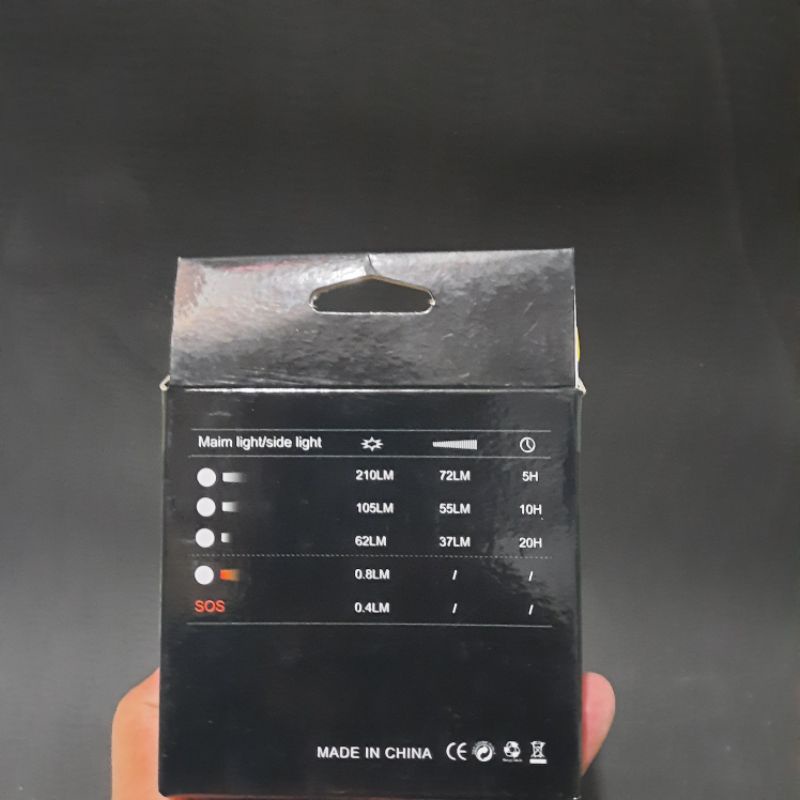 Maim light/side light
210LM 72LM 5H
105LM 55LM 10H
62LM 37LM 20H
0.8LM / /
SOS 0.4LM / /
MADE IN CHINA CE